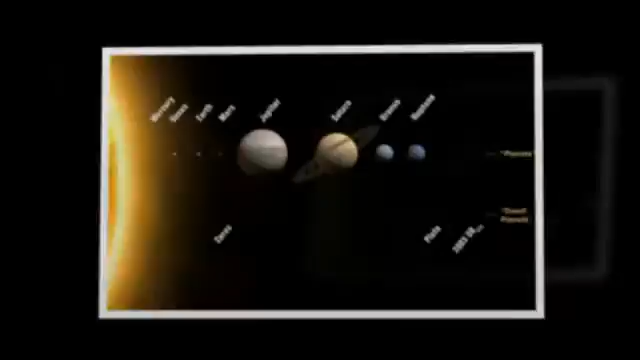 Mercury
Venus
Earth
Mars
Jupiter
Saturn
Uranus
Neptune
"Planets"
Ceres
Pluto
"Dwarf
Planets"